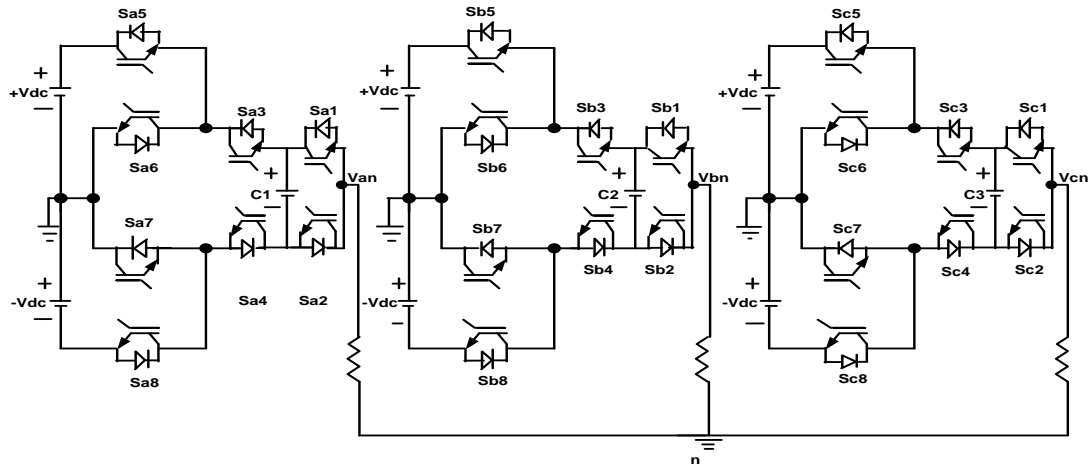 Sa5 Sb5 Sc5
+ + +
+Vdc +Vdc +Vdc
— — —
Sa3 Sa1 Sb3 Sb1 Sc3 Sc1
Sa6 Sb6 Sc6
+ + +
Van Vbn Vcn
C1 C2 C3
— — —
Sa7 Sb7 Sc7
Sb4 Sb2 Sc4 Sc2
+ + +
-Vdc Sa4 Sa2 -Vdc -Vdc
— – —
Sa8 Sb8 Sc8
n